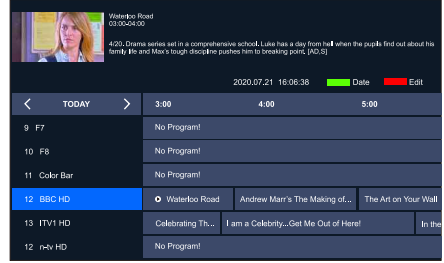 Waterloo Road
03:00-04:00
4/20. Drama series set in a comprehensive school. Luke has a day from hell when the pupils find out about his
family life and Max's tough discipline pushes him to breaking point. [AD,S]
2020.07.21 16:06:38 Date Edit
TODAY 3:00 4:00 5:00
9 F7 No Program!
10 F8 No Program!
11 Color Bar No Program!
12 BBC HD Waterloo Road Andrew Marr's The Making of... The Art on Your Wall
13 ITV1 HD Celebrating Th... I am a Celebrity...Get Me Out of Here! In the
12 n-tv HD No Program!